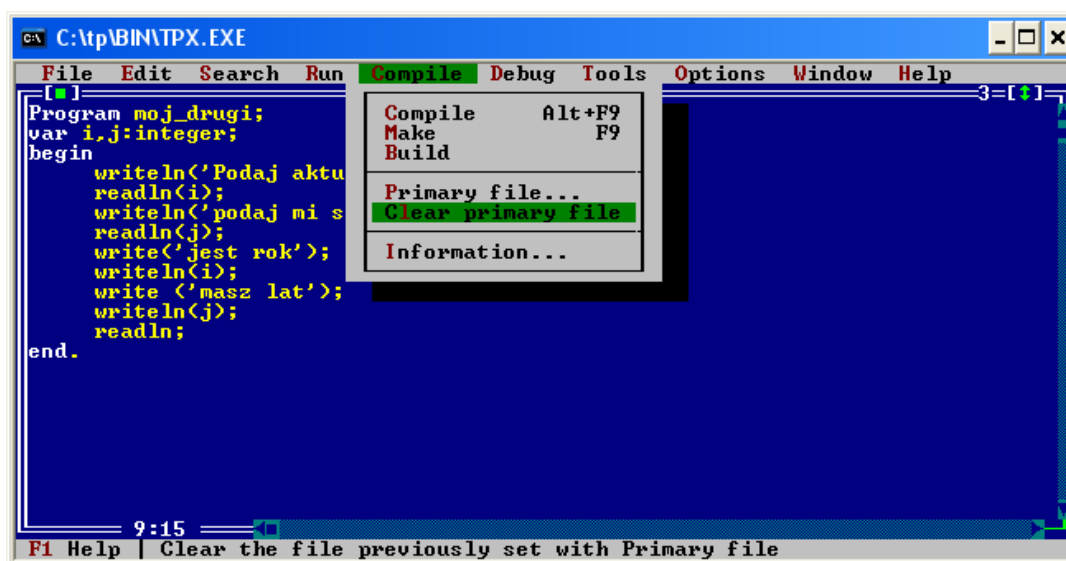 C:\tp\BIN\TPX.EXE
File Edit Search Run Compile Debug Tools Options Window Help
3
Program moj_drugi;
var i,j:integer;
begin
writeln('Podaj aktu
readln(i);
writeln('podaj mi s
readln(j);
write('jest rok');
writeln(i);
write ('masz lat');
writeln(j);
readln;
end.
Compile Alt+F9
Make F9
Build
Primary file...
Clear primary file
Information...
9:15
F1 Help | Clear the file previously set with Primary file